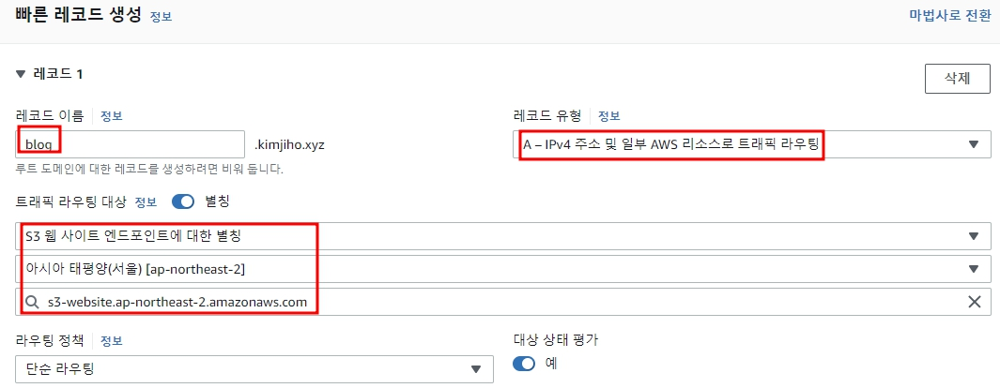 빠른 레코드 생성 정보 마법사로 전환
▼ 레코드 1 삭제
레코드 이름 정보 레코드 유형 정보
blog .kimjiho.xyz A – IPv4 주소 및 일부 AWS 리소스로 트래픽 라우팅
루트 도메인에 대한 레코드를 생성하려면 비워 둡니다.
트래픽 라우팅 대상 정보 별칭
S3 웹 사이트 엔드포인트에 대한 별칭
아시아 태평양(서울) [ap-northeast-2]
s3-website.ap-northeast-2.amazonaws.com
라우팅 정책 정보 대상 상태 평가
단순 라우팅 예